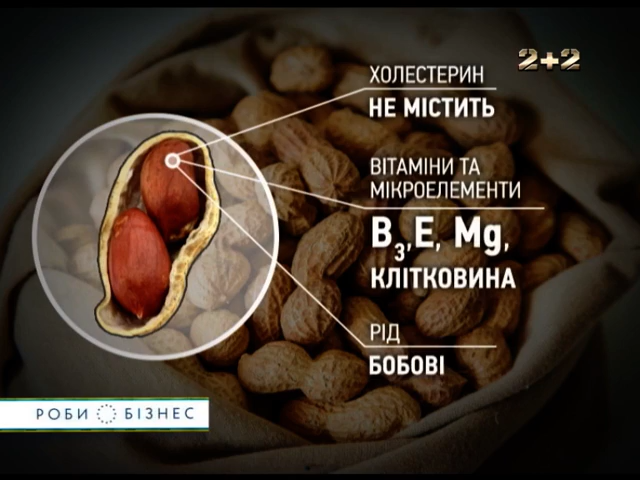 2+2
ХОЛЕСТЕРИН
НЕ МІСТИТЬ
ВІТАМІНИ ТА
МІКРОЕЛЕМЕНТИ
B3,E, Mg,
КЛІТКОВИНА
РІД
БОБОВІ
РОБИ БІЗНЕС